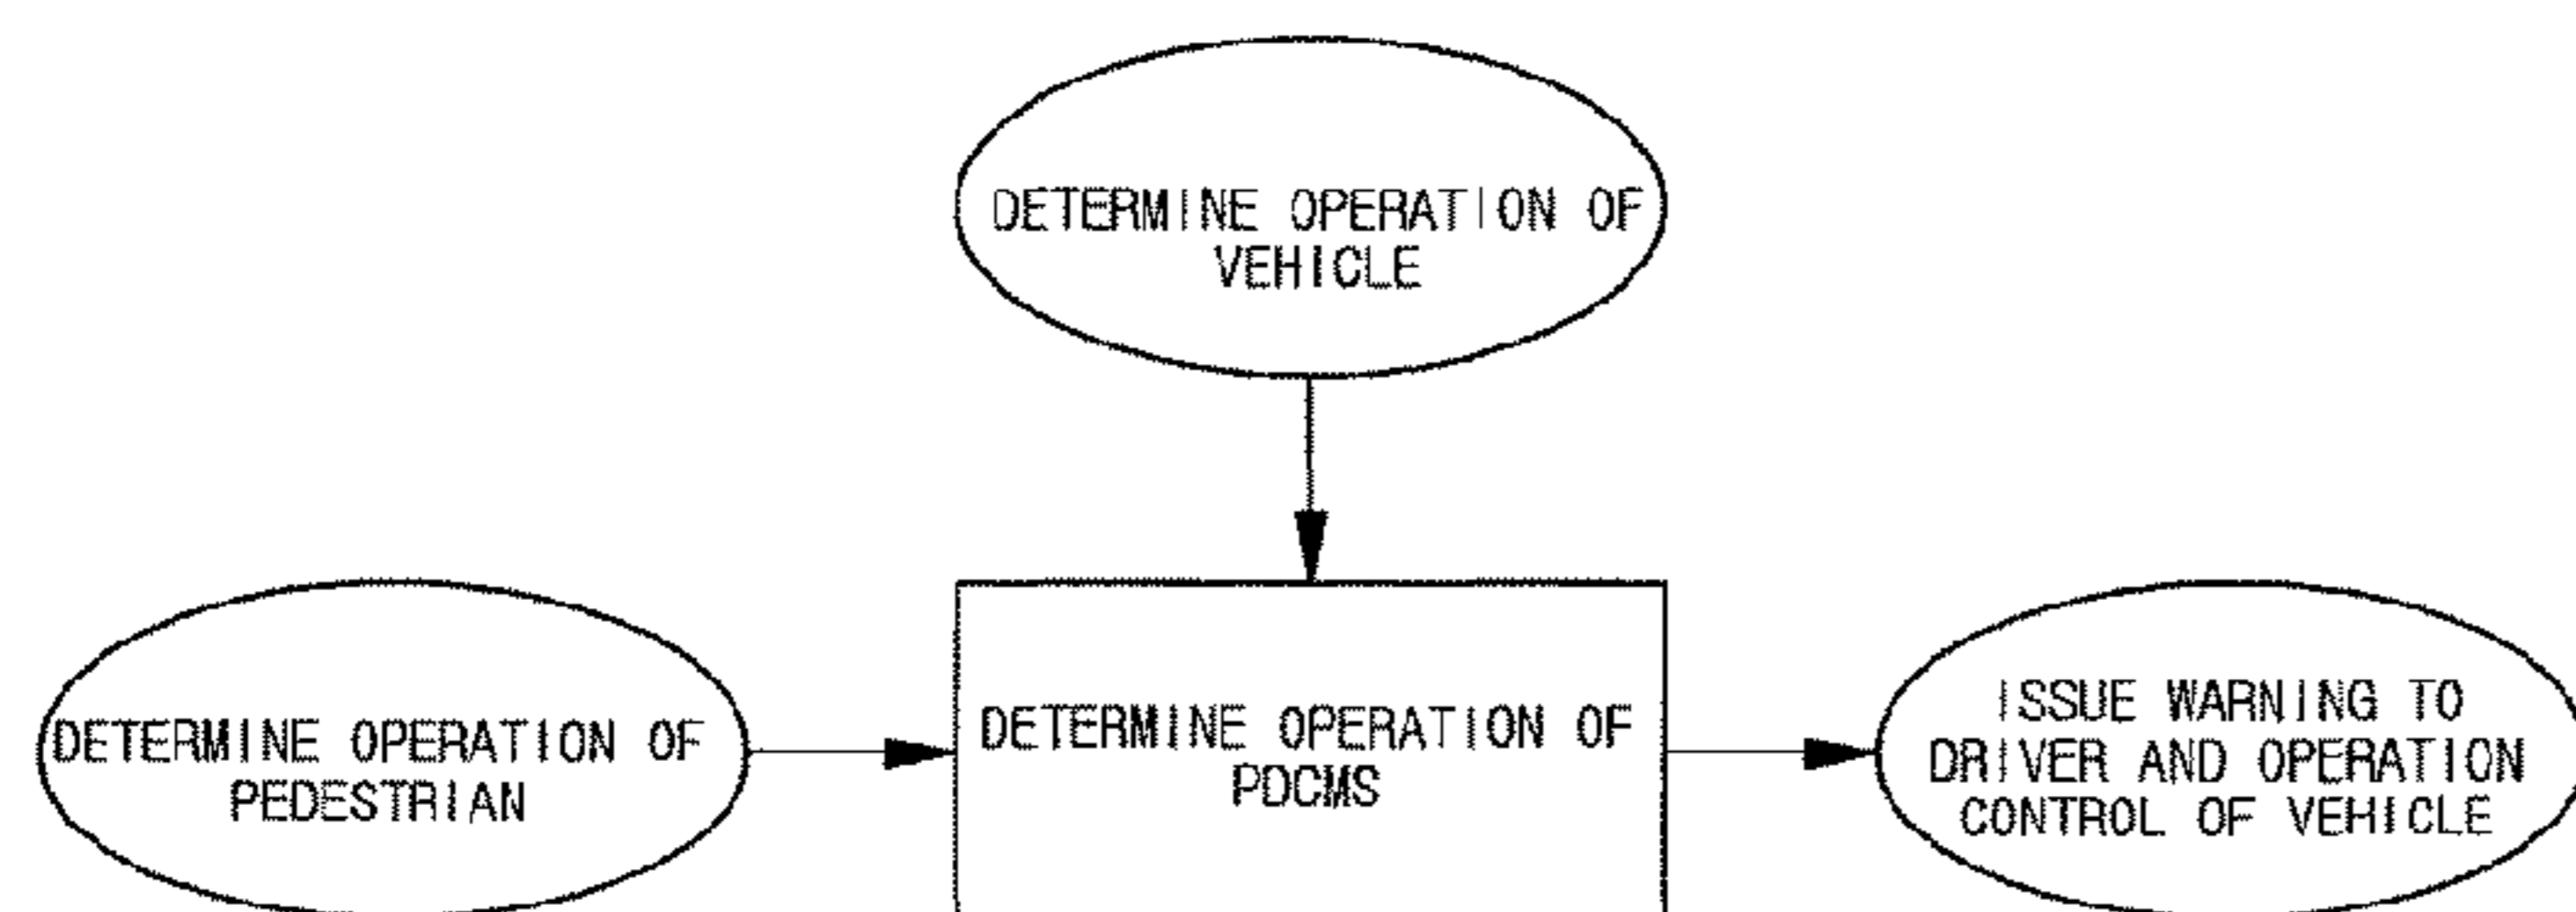 DETERMINE OPERATION OF
VEHICLE
DETERMINE OPERATION OF
PEDESTRIAN
DETERMINE OPERATION OF
PDCMS
ISSUE WARNING TO
DRIVER AND OPERATION
CONTROL OF VEHICLE